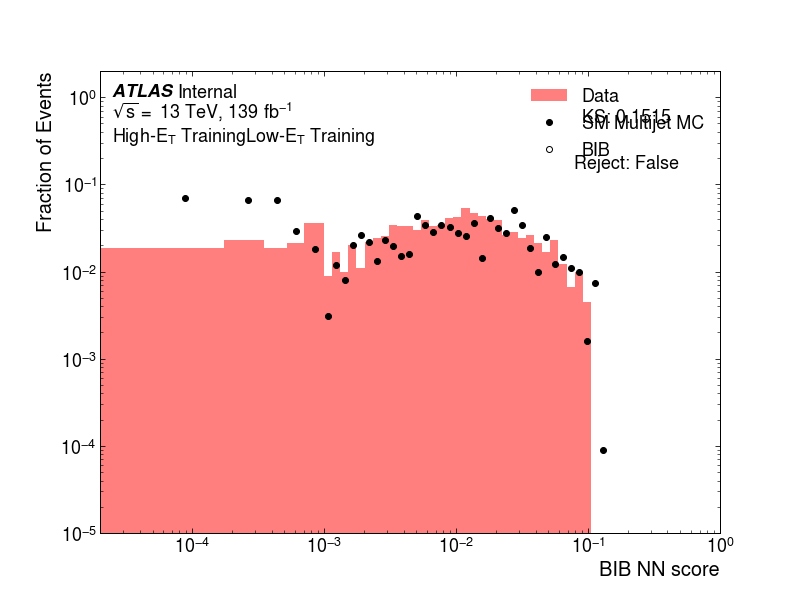 ATLAS Internal
√s = 13 TeV, 139 fb⁻¹
High-E_T TrainingLow-E_T Training
Data
KS: 0.1515
SM Multijet MC
BIB
Reject: False
Fraction of Events
10⁰
10⁻¹
10⁻²
10⁻³
10⁻⁴
10⁻⁵
10⁻⁴
10⁻³
10⁻²
10⁻¹
10⁰
BIB NN score